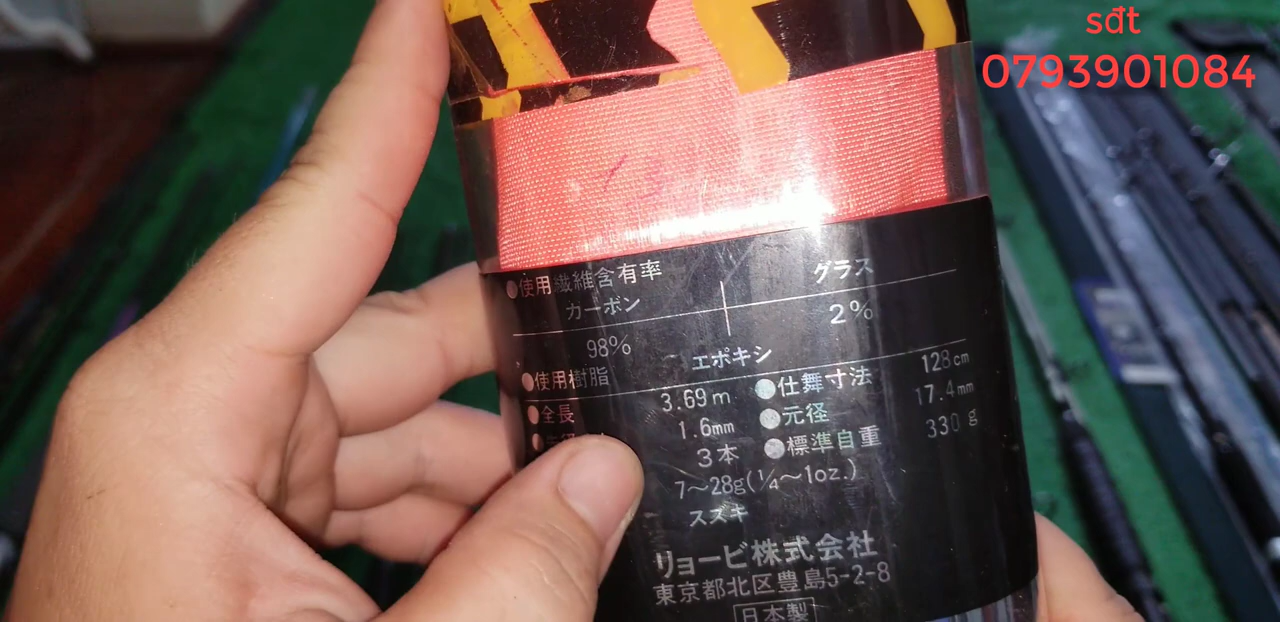 sđt
0793901084
●使用繊維含有率
カーボン グラス
98% 2%
●使用樹脂 エポキシ
●全長 3.69m ●仕舞寸法 128cm
1.6mm ●元径 17.4mm
3本 ●標準自重 330g
7〜28g(1/4〜1oz.)
スズキ
リョービ株式会社
東京都北区豊島5-2-8
日本製